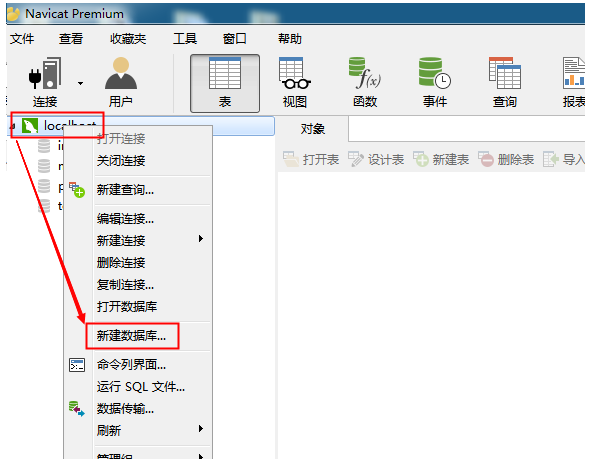 Navicat Premium
文件 查看 收藏夹 工具 窗口 帮助
连接 用户 表 视图 f(x) 函数 事件 查询 报表
localhost
对象
打开表 设计表 新建表 删除表 导入
打开连接
关闭连接
新建查询...
编辑连接...
新建连接
删除连接
复制连接...
打开数据库
新建数据库...
命令列界面...
运行 SQL 文件...
数据传输...
刷新
管理组